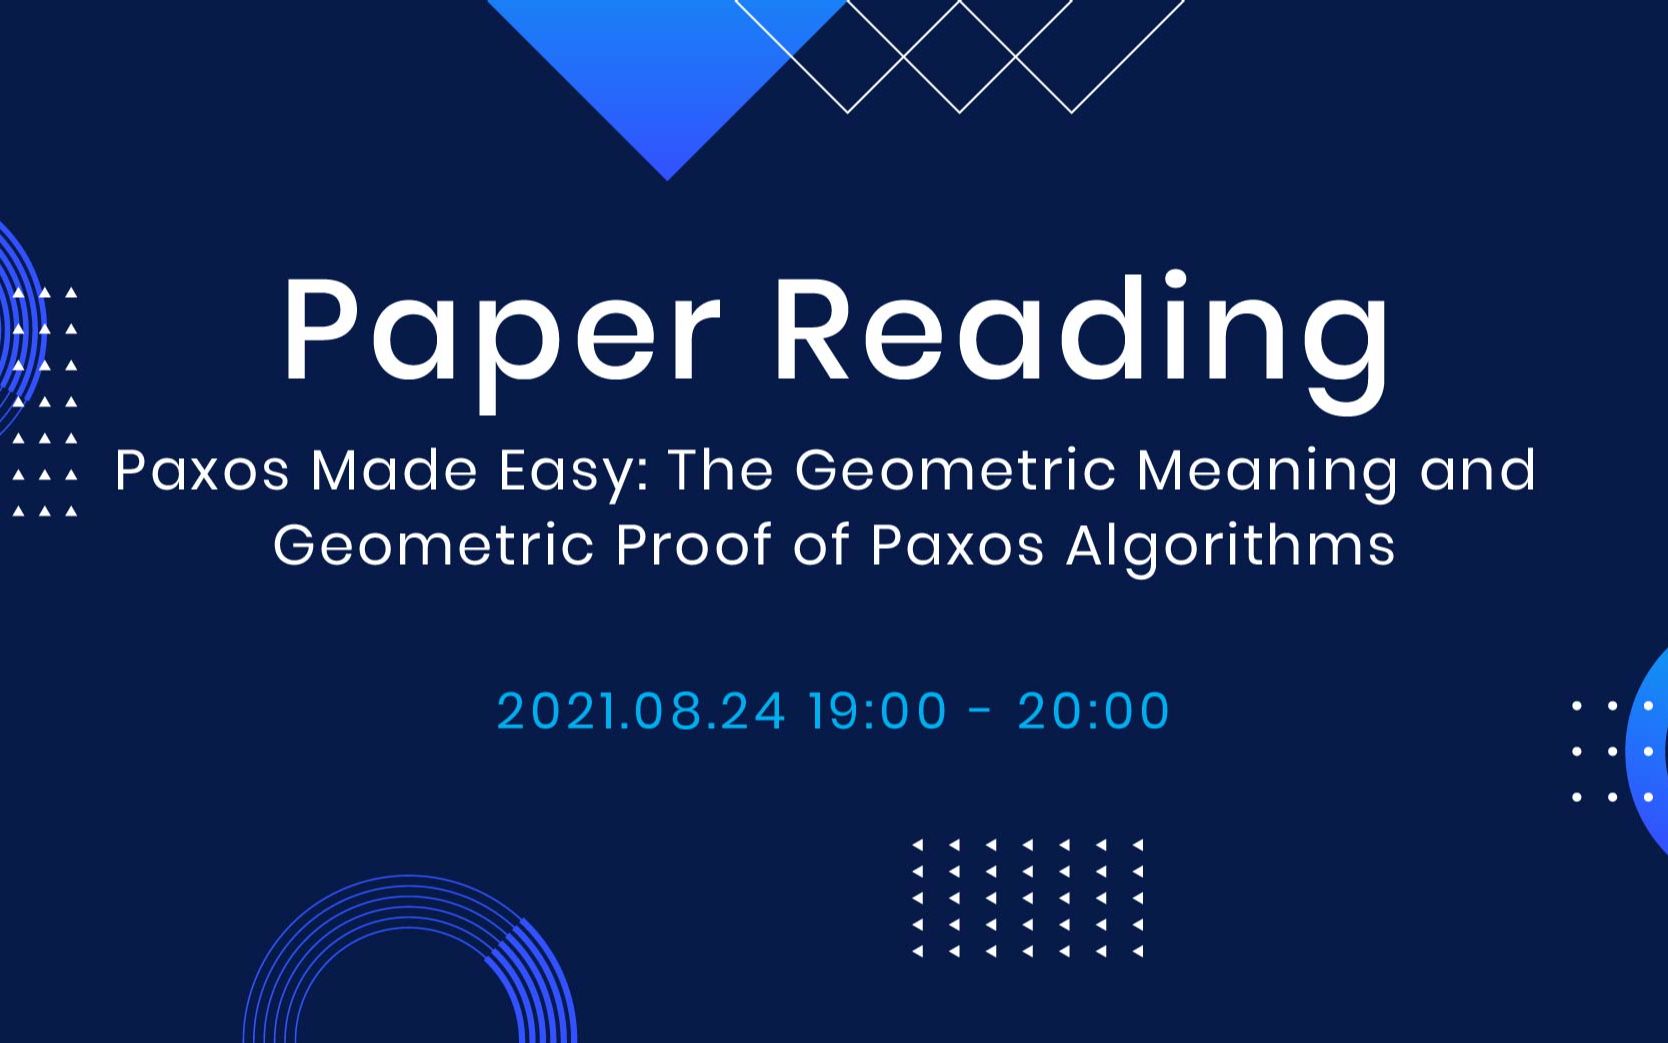 Paper Reading
Paxos Made Easy: The Geometric Meaning and
Geometric Proof of Paxos Algorithms
2021.08.24 19:00 - 20:00